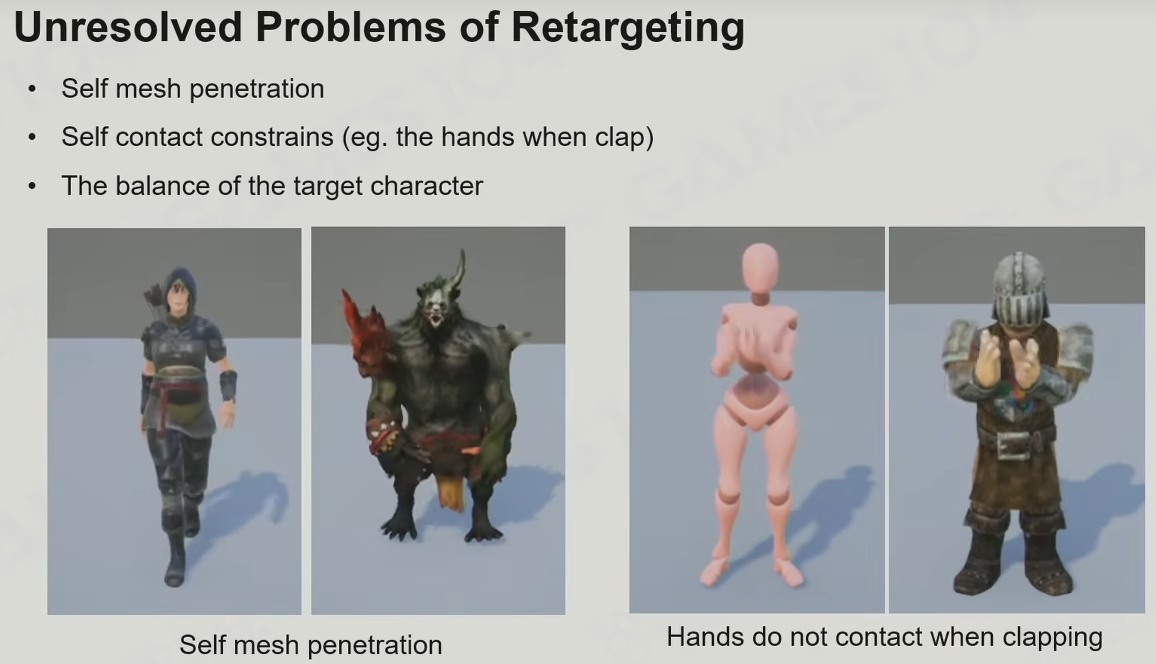 Unresolved Problems of Retargeting
• Self mesh penetration
• Self contact constrains (eg. the hands when clap)
• The balance of the target character
Self mesh penetration
Hands do not contact when clapping